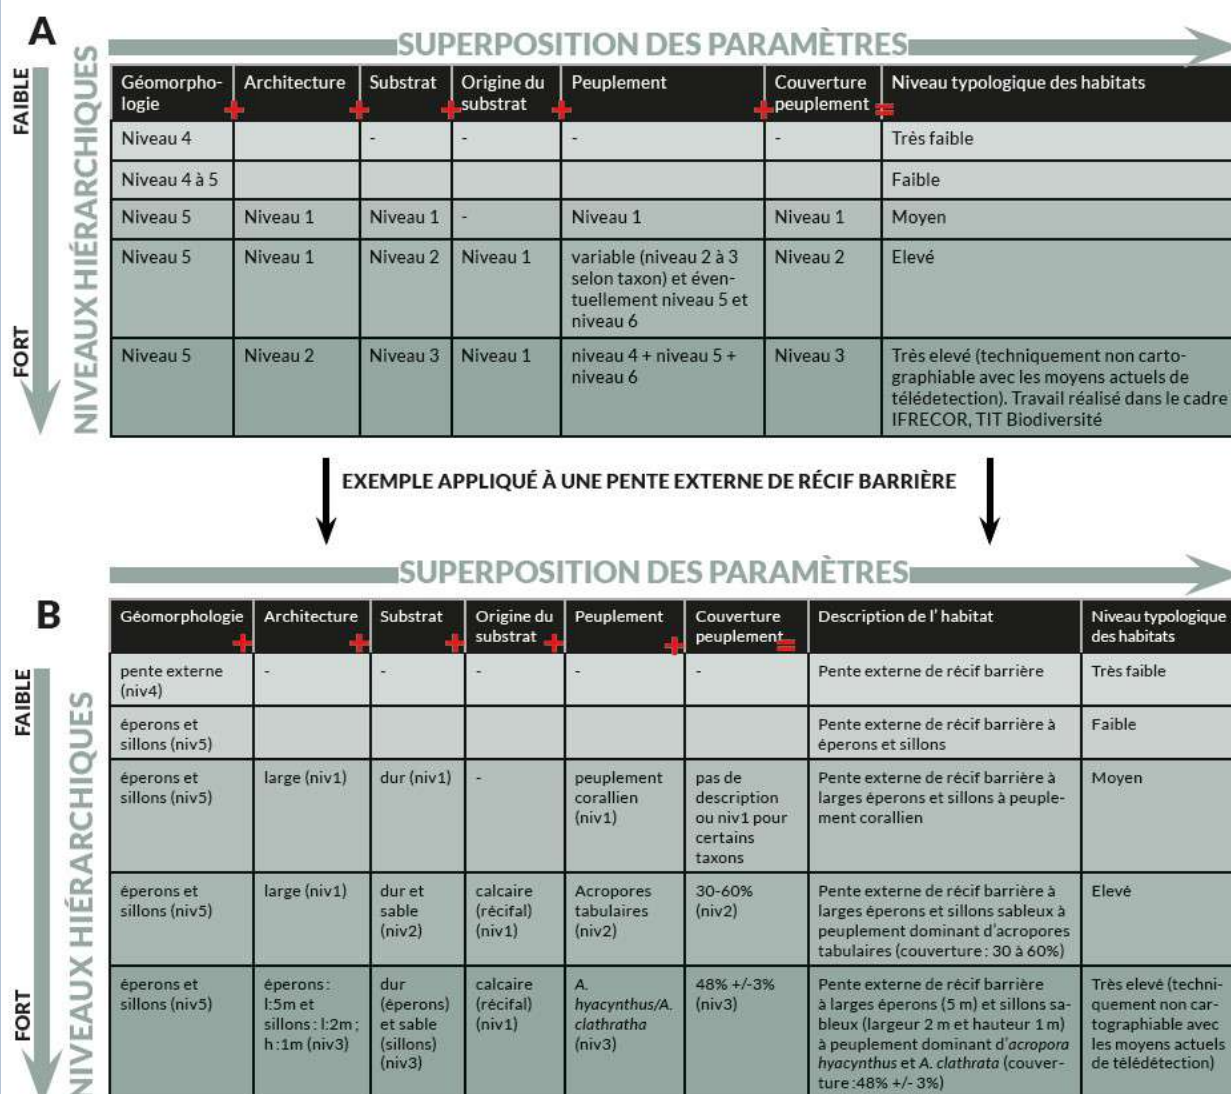 A
SUPERPOSITION DES PARAMÈTRES
FAIBLE
FORT
NIVEAUX HIÉRARCHIQUES
Géomorpho-
logie
Architecture
Substrat
Origine du
substrat
Peuplement
Couverture
peuplement
Niveau typologique des habitats
+ + + + + =
Niveau 4
-
-
-
-
Très faible
Niveau 4 à 5
Faible
Niveau 5
Niveau 1
Niveau 1
-
Niveau 1
Niveau 1
Moyen
Niveau 5
Niveau 1
Niveau 2
Niveau 1
variable (niveau 2 à 3
selon taxon) et éven-
tuellement niveau 5 et
niveau 6
Niveau 2
Elevé
Niveau 5
Niveau 2
Niveau 3
Niveau 1
niveau 4 + niveau 5 +
niveau 6
Niveau 3
Très elevé (techniquement non carto-
graphiable avec les moyens actuels de
télédetection). Travail réalisé dans le cadre
IFRECOR, TIT Biodiversité
EXEMPLE APPLIQUÉ À UNE PENTE EXTERNE DE RÉCIF BARRIÈRE
SUPERPOSITION DES PARAMÈTRES
B
FAIBLE
FORT
NIVEAUX HIÉRARCHIQUES
Géomorphologie
Architecture
Substrat
Origine du
substrat
Peuplement
Couverture
peuplement
Description de l' habitat
Niveau typologique
des habitats
+ + + + + =
pente externe
(niv4)
-
-
-
-
-
Pente externe de récif barrière
Très faible
éperons et
sillons (niv5)
Pente externe de récif barrière à
éperons et sillons
Faible
éperons et
sillons (niv5)
large (niv1)
dur (niv1)
-
peuplement
corallien
(niv1)
pas de
description
ou niv1 pour
certains
taxons
Pente externe de récif barrière à
larges éperons et sillons à peuple-
ment corallien
Moyen
éperons et
sillons (niv5)
large (niv1)
dur et
sable
(niv2)
calcaire
(récifal)
(niv1)
Acropores
tabulaires
(niv2)
30-60%
(niv2)
Pente externe de récif barrière à
larges éperons et sillons sableux à
peuplement dominant d'acropores
tabulaires (couverture : 30 à 60%)
Elevé
éperons et
sillons (niv5)
éperons :
l:5m et
sillons : l:2m ;
h :1m (niv3)
dur
(éperons)
et sable
(sillons)
(niv3)
calcaire
(récifal)
(niv1)
A.
hyacynthus/A.
clathratha
(niv3)
48% +/-3%
(niv3)
Pente externe de récif barrière
à larges éperons (5 m) et sillons sa-
bleux (largeur 2 m et hauteur 1 m)
à peuplement dominant d'acropora
hyacynthus et A. clathrata (couver-
ture :48% +/- 3%)
Très elevé (techni-
quement non car-
tographiable avec
les moyens actuels
de télédétection)